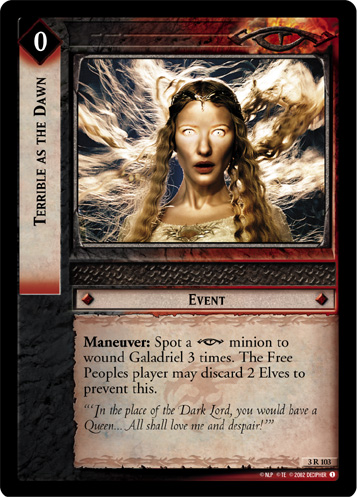 0
TERRIBLE AS THE DAWN
EVENT
Maneuver: Spot a minion to
wound Galadriel 3 times. The Free
Peoples player may discard 2 Elves to
prevent this.
“‘In the place of the Dark Lord, you would have a
Queen... All shall love me and despair!’”
3 R 103
© NLP ™ TE © 2002 DECIPHER